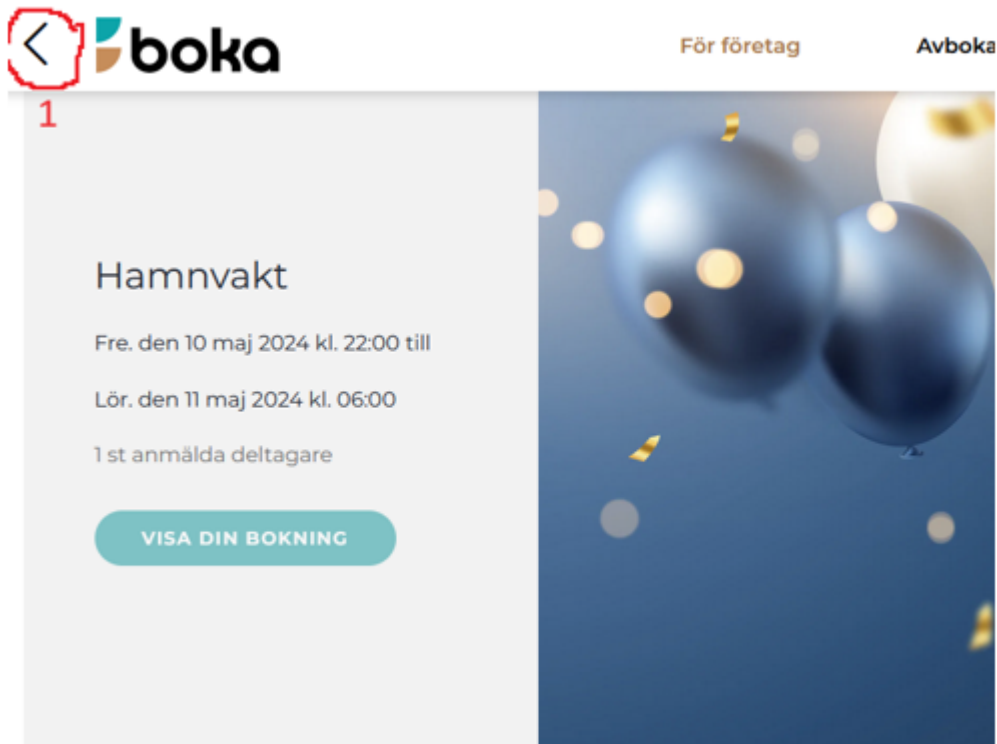 boka
För företag
Avboka
1
Hamnvakt
Fre. den 10 maj 2024 kl. 22:00 till
Lör. den 11 maj 2024 kl. 06:00
1 st anmälda deltagare
VISA DIN BOKNING